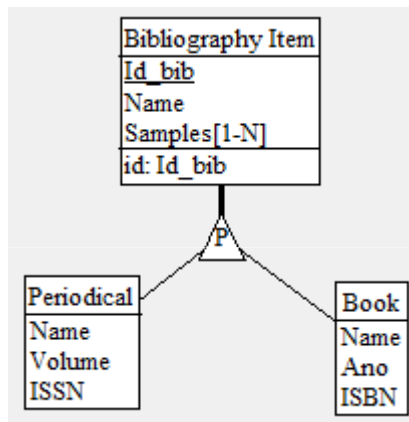 Bibliography Item
Id_bib
Name
Samples[1-N]
id: Id_bib
P
Periodical
Name
Volume
ISSN
Book
Name
Ano
ISBN